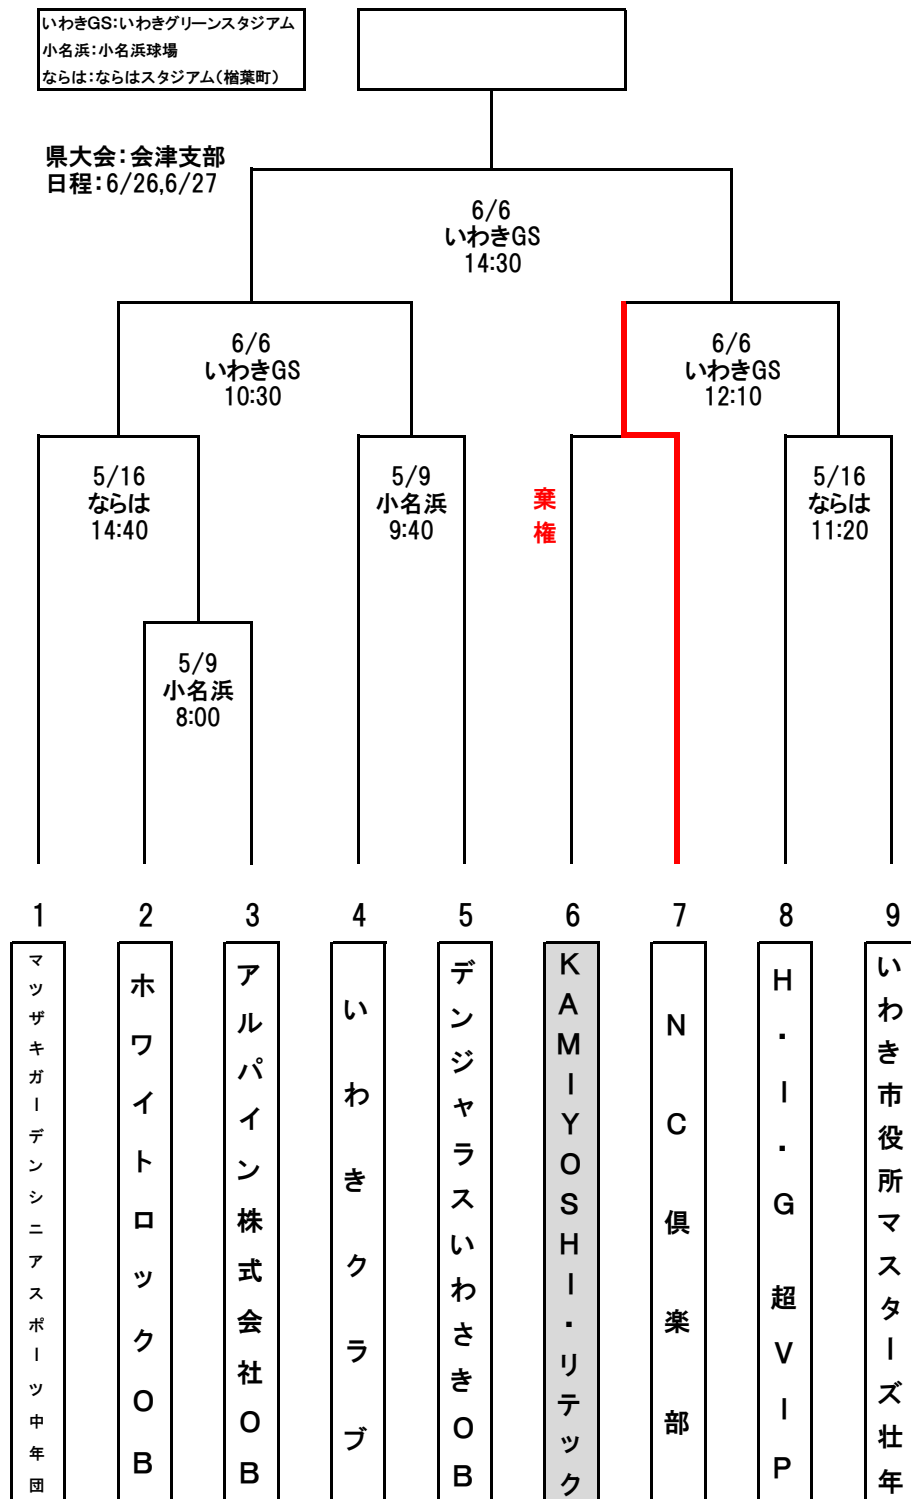 いわきGS:いわきグリーンスタジアム
小名浜:小名浜球場
ならは:ならはスタジアム(楢葉町)
県大会:会津支部
日程:6/26,6/27
6/6
いわきGS
14:30
6/6
いわきGS
10:30
6/6
いわきGS
12:10
5/16
ならは
14:40
5/9
小名浜
9:40
棄権
5/16
ならは
11:20
5/9
小名浜
8:00
1
2
3
4
5
6
7
8
9
マツザキガーデンシニアスポーツ中年団
ホワイトロックOB
アルパイン株式会社OB
いわきクラブ
デンジャラスいわさきOB
KAMIYOSHI・リテック
NC倶楽部
H.I.G 超VIP
いわき市役所マスターズ壮年